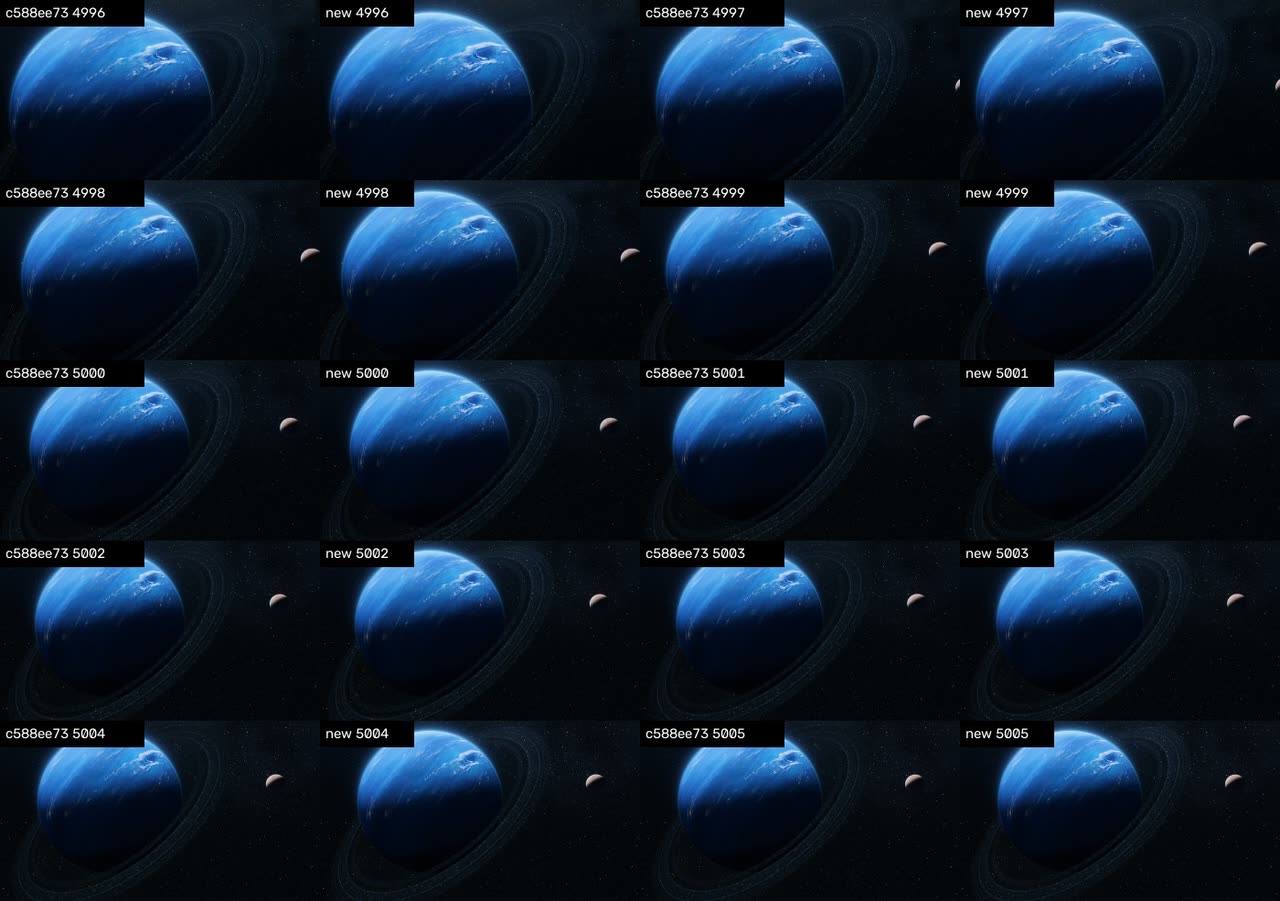 c588ee73 4996
new 4996
c588ee73 4997
new 4997
c588ee73 4998
new 4998
c588ee73 4999
new 4999
c588ee73 5000
new 5000
c588ee73 5001
new 5001
c588ee73 5002
new 5002
c588ee73 5003
new 5003
c588ee73 5004
new 5004
c588ee73 5005
new 5005